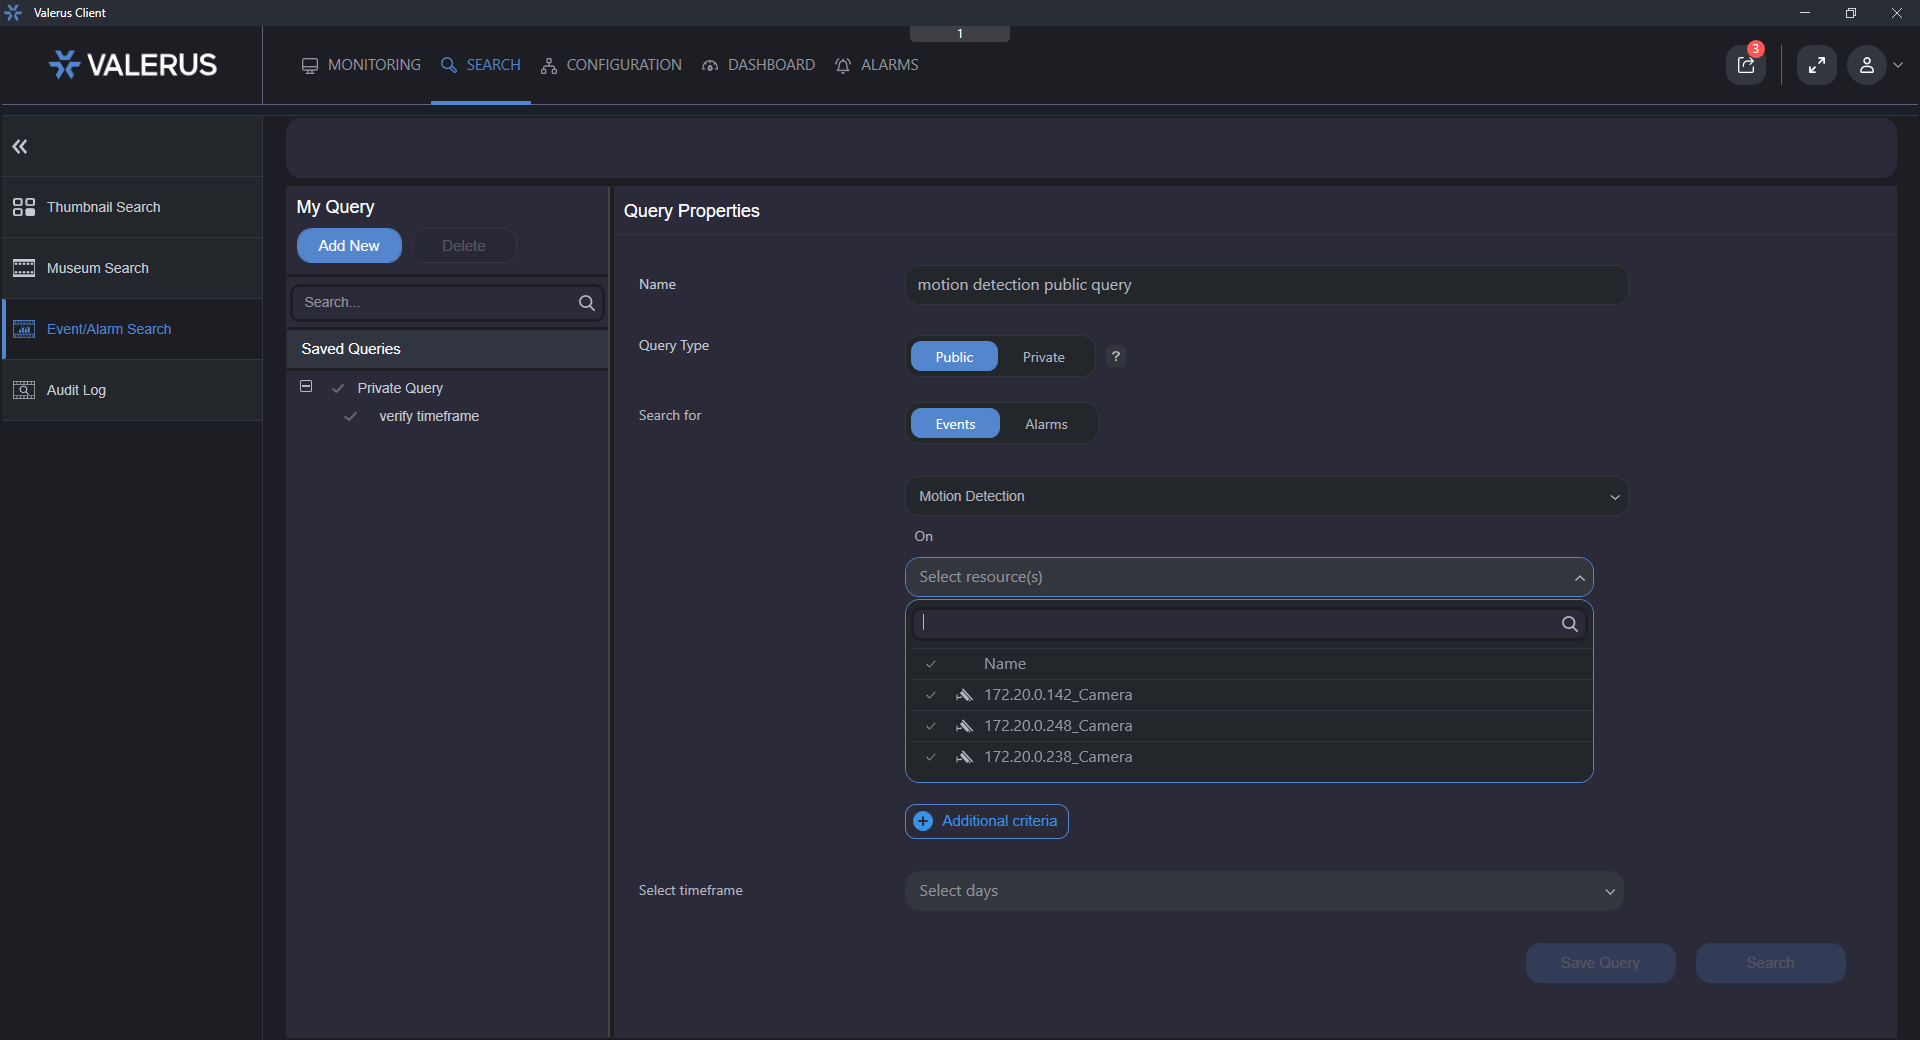 Valerus Client
1
VALERUS
MONITORING
SEARCH
CONFIGURATION
DASHBOARD
ALARMS
3
Thumbnail Search
Museum Search
Event/Alarm Search
Audit Log
My Query
Add New
Delete
Search...
Saved Queries
Private Query
verify timeframe
Query Properties
Name
motion detection public query
Query Type
Public
Private
?
Search for
Events
Alarms
Motion Detection
On
Select resource(s)
Name
172.20.0.142_Camera
172.20.0.248_Camera
172.20.0.238_Camera
Additional criteria
Select timeframe
Select days
Save Query
Search